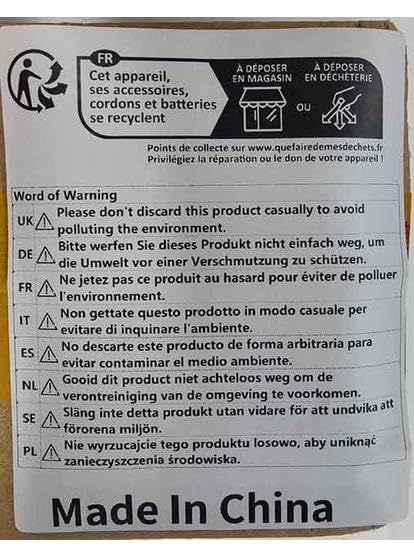 FR
Cet appareil,
ses accessoires,
cordons et batteries
se recyclent
À DÉPOSER
EN MAGASIN
OU
À DÉPOSER
EN DÉCHÈTERIE
Points de collecte sur www.quefairedemesdechets.fr
Privilégiez la réparation ou le don de votre appareil !
Word of Warning
UK Please don't discard this product casually to avoid
polluting the environment.
DE Bitte werfen Sie dieses Produkt nicht einfach weg, um
die Umwelt vor einer Verschmutzung zu schützen.
FR Ne jetez pas ce produit au hasard pour éviter de polluer
l'environnement.
IT Non gettate questo prodotto in modo casuale per
evitare di inquinare l'ambiente.
ES No descarte este producto de forma arbitraria para
evitar contaminar el medio ambiente.
NL Gooid dit product niet achteloos weg om de
verontreiniging van de omgeving te voorkomen.
SE Släng inte detta produkt utan vidare för att undvika att
förorena miljön.
PL Nie wyrzucajcie tego produktu losowo, aby uniknąć
zanieczyszczenia środowiska.
Made In China